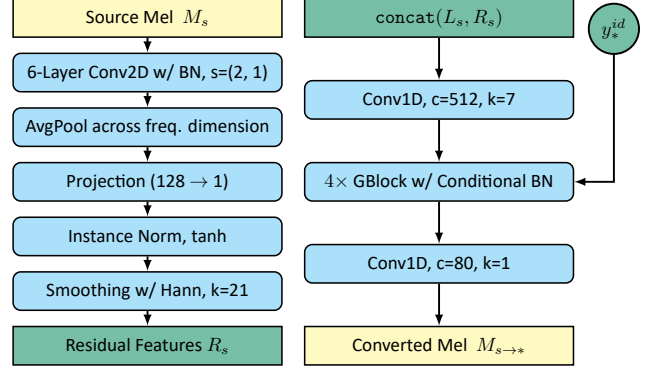 Source Mel M_s
6-Layer Conv2D w/ BN, s=(2, 1)
AvgPool across freq. dimension
Projection (128 → 1)
Instance Norm, tanh
Smoothing w/ Hann, k=21
Residual Features R_s
concat(L_s, R_s)
y_*^{id}
Conv1D, c=512, k=7
4× GBlock w/ Conditional BN
Conv1D, c=80, k=1
Converted Mel M_{s→*}